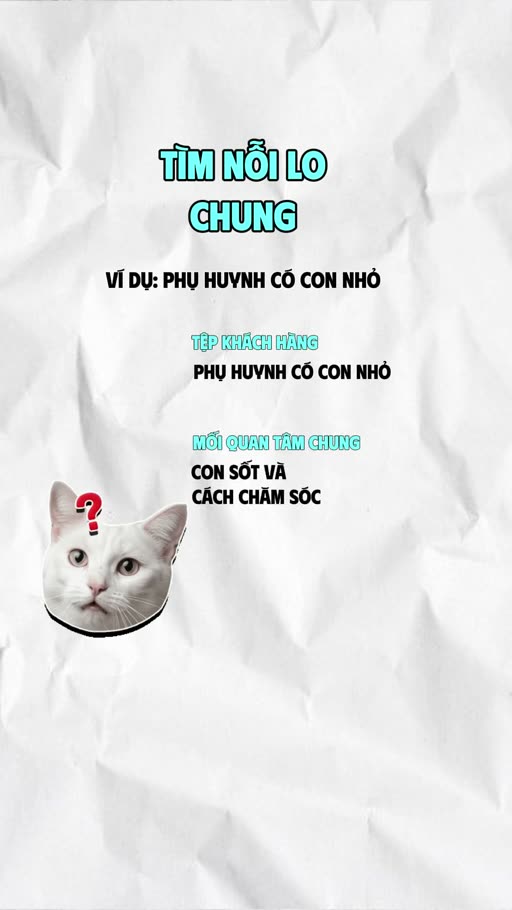 TÌM NỖI LO
CHUNG
VÍ DỤ: PHỤ HUYNH CÓ CON NHỎ
TỆP KHÁCH HÀNG
PHỤ HUYNH CÓ CON NHỎ
MỐI QUAN TÂM CHUNG
CON SỐT VÀ
CÁCH CHĂM SÓC
?